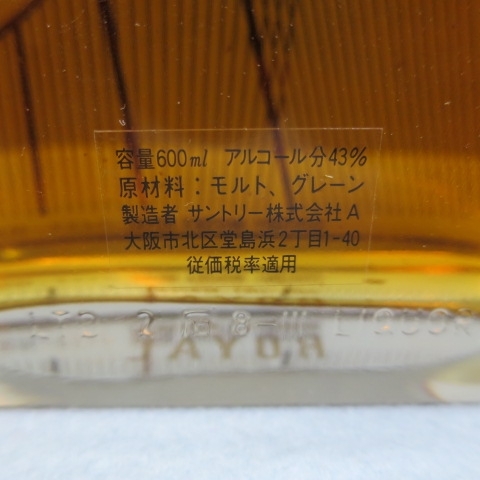 容量600ml アルコール分43%
原材料：モルト、グレーン
製造者 サントリー株式会社A
大阪市北区堂島浜2丁目1-40
従価税率適用
ROYAL